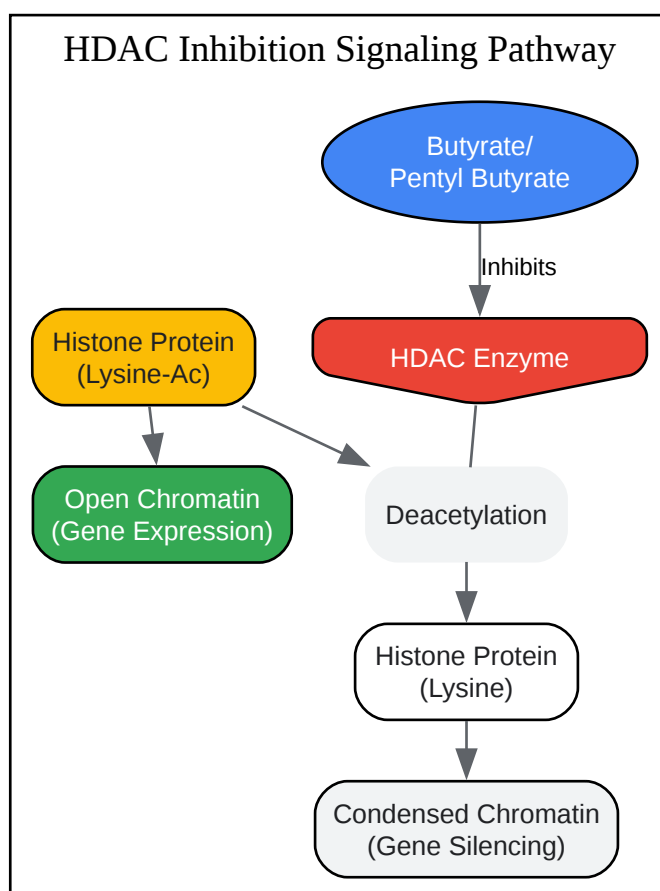 HDAC Inhibition Signaling Pathway
Butyrate/
Pentyl Butyrate
Inhibits
HDAC Enzyme
Histone Protein
(Lysine-Ac)
Open Chromatin
(Gene Expression)
Deacetylation
Histone Protein
(Lysine)
Condensed Chromatin
(Gene Silencing)